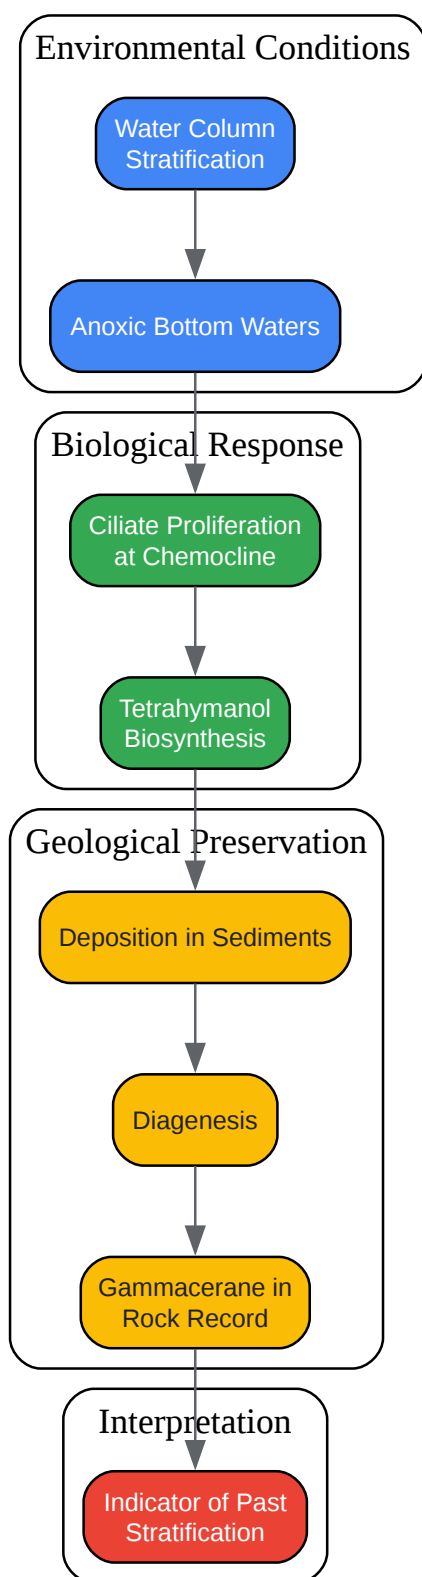 Environmental Conditions
Water Column
Stratification
Anoxic Bottom Waters
Biological Response
Ciliate Proliferation
at Chemocline
Tetrahymanol
Biosynthesis
Geological Preservation
Deposition in Sediments
Diagenesis
Gammacerane in
Rock Record
Interpretation
Indicator of Past
Stratification